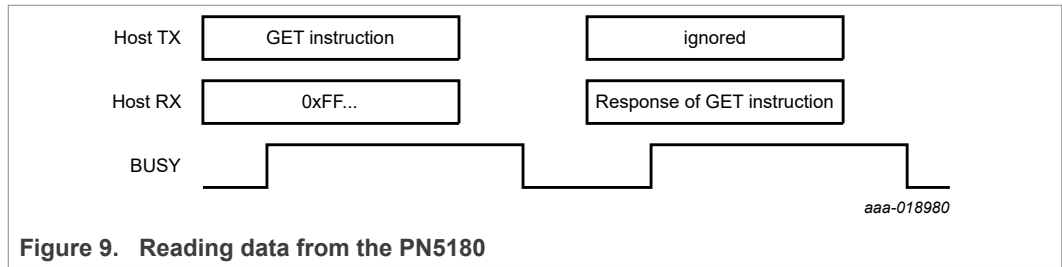 Host TX GET instruction ignored
Host RX 0xFF... Response of GET instruction
BUSY
aaa-018980
Figure 9. Reading data from the PN5180